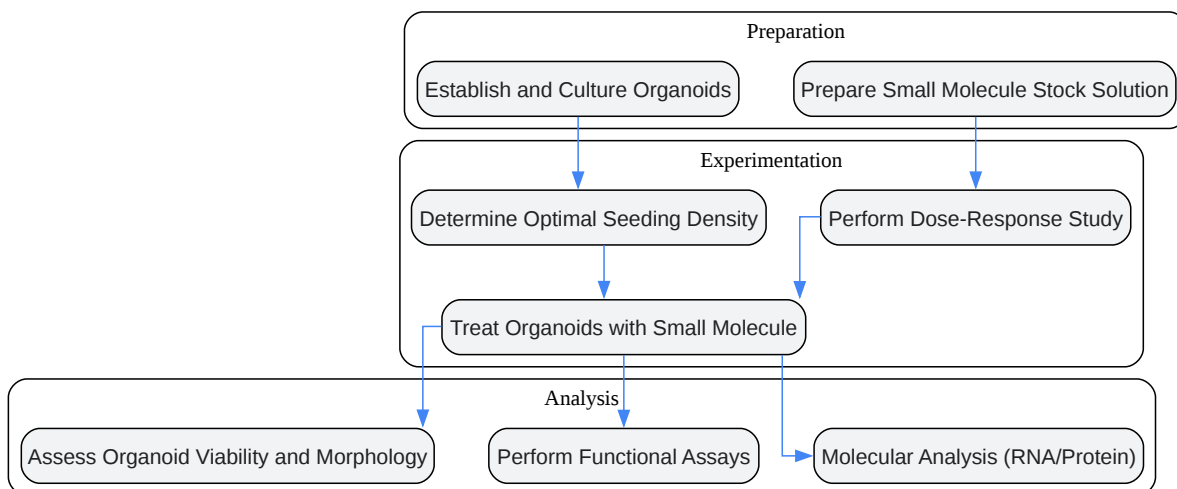 Preparation
Establish and Culture Organoids
Prepare Small Molecule Stock Solution
Experimentation
Determine Optimal Seeding Density
Perform Dose-Response Study
Treat Organoids with Small Molecule
Analysis
Assess Organoid Viability and Morphology
Perform Functional Assays
Molecular Analysis (RNA/Protein)